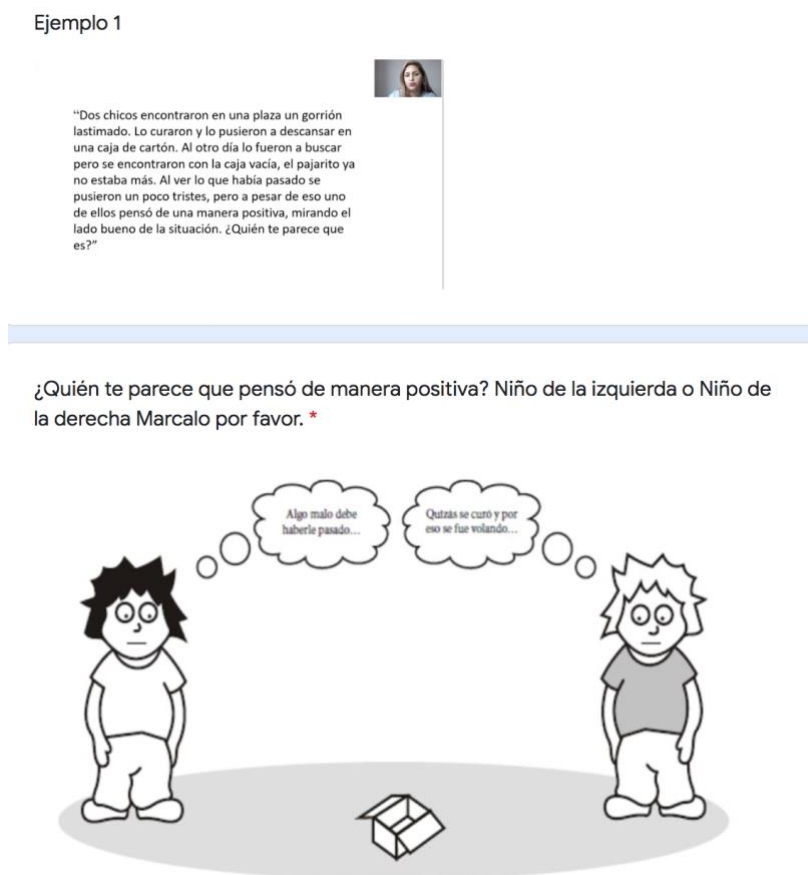 Ejemplo 1
“Dos chicos encontraron en una plaza un gorrión
lastimado. Lo curaron y lo pusieron a descansar en
una caja de cartón. Al otro día lo fueron a buscar
pero se encontraron con la caja vacía, el pajarito ya
no estaba más. Al ver lo que había pasado se
pusieron un poco tristes, pero a pesar de eso uno
de ellos pensó de una manera positiva, mirando el
lado bueno de la situación. ¿Quién te parece que
es?”
¿Quién te parece que pensó de manera positiva? Niño de la izquierda o Niño de
la derecha Marcalo por favor. *
Algo malo debe
haberle pasado...
Quizás se curó y por
eso se fue volando...